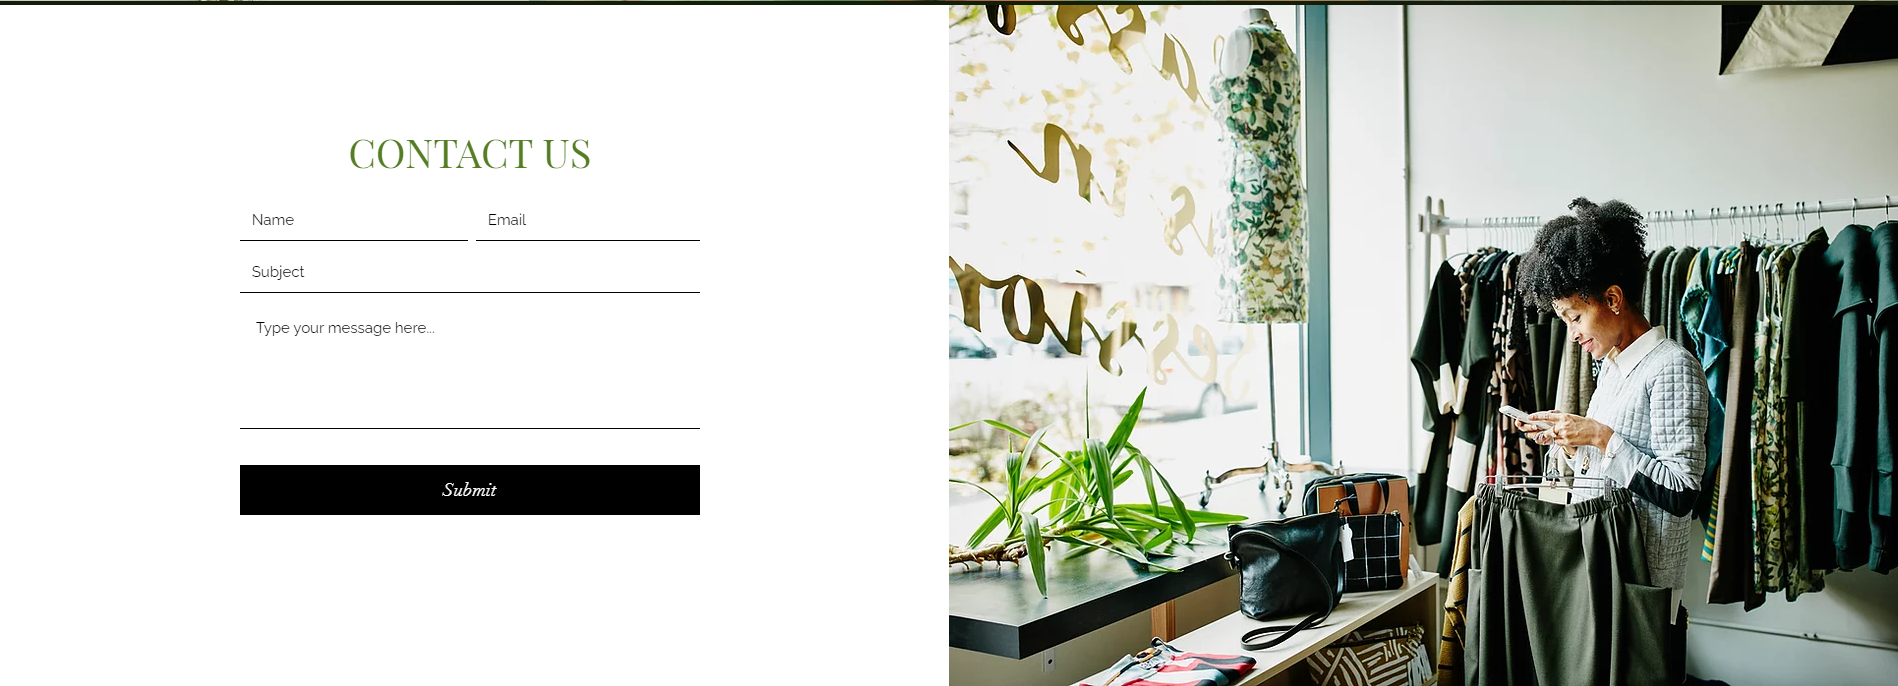 CONTACT US
Name
Email
Subject
Type your message here...
Submit